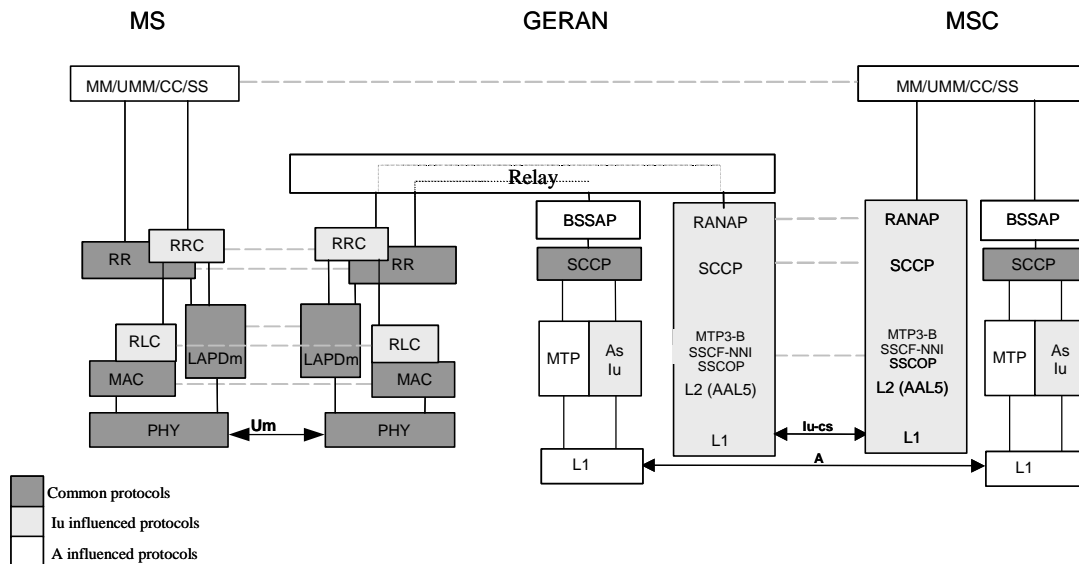 MS
GERAN
MSC
MM/UMM/CC/SS
MM/UMM/CC/SS
Relay
RRC
RR
RRC
RR
BSSAP
RANAP
RANAP
BSSAP
SCCP
SCCP
SCCP
SCCP
RLC
LAPDm
LAPDm
RLC
MTP
As
Iu
MTP3-B
SSCF-NNI
SSCOP
MTP3-B
SSCF-NNI
SSCOP
MTP
As
Iu
MAC
MAC
L2 (AAL5)
L2 (AAL5)
PHY
Um
PHY
L1
Iu-cs
L1
L1
A
L1
Common protocols
Iu influenced protocols
A influenced protocols